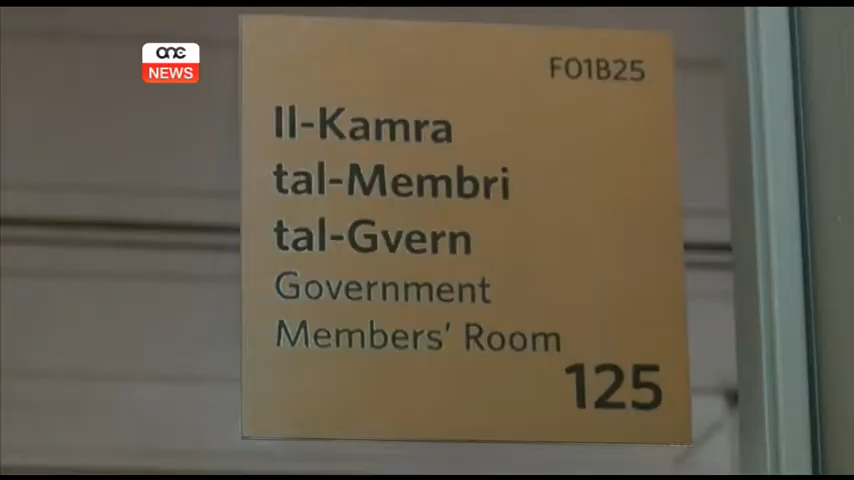 one
NEWS
F01B25
Il-Kamra
tal-Membri
tal-Gvern
Government
Members' Room
125